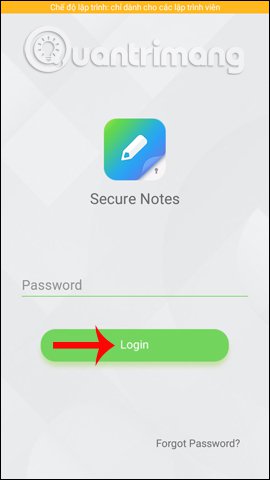 Chế độ lập trình: chỉ dành cho các lập trình viên
Quantrimang
Secure Notes
Password
Login
Forgot Password?